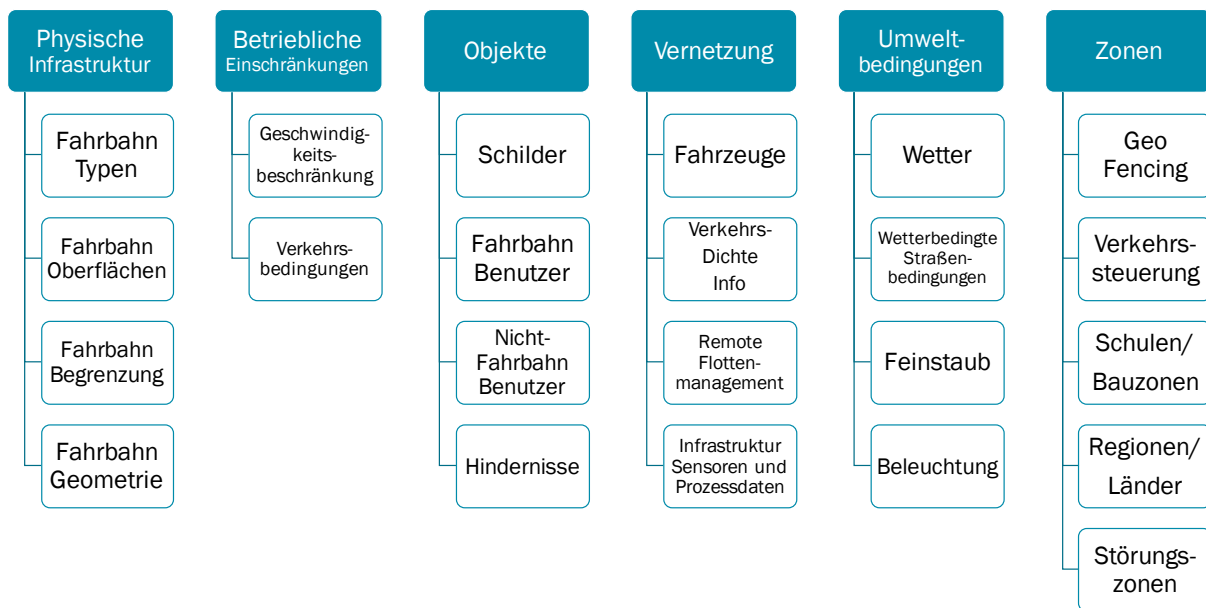 Physische
Infrastruktur
Fahrbahn
Typen
Fahrbahn
Oberflächen
Fahrbahn
Begrenzung
Fahrbahn
Geometrie
Betriebliche
Einschränkungen
Geschwindig-
keits-
beschränkung
Verkehrs-
bedingungen
Objekte
Schilder
Fahrbahn
Benutzer
Nicht-
Fahrbahn
Benutzer
Hindernisse
Vernetzung
Fahrzeuge
Verkehrs-
Dichte
Info
Remote
Flotten-
management
Infrastruktur
Sensoren und
Prozessdaten
Umwelt-
bedingungen
Wetter
Wetterbedingte
Straßen-
bedingungen
Feinstaub
Beleuchtung
Zonen
Geo
Fencing
Verkehrs-
steuerung
Schulen/
Bauzonen
Regionen/
Länder
Störungs-
zonen